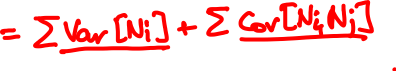 = Σ Var[Ni] + Σ Cov[Ni, Nj]